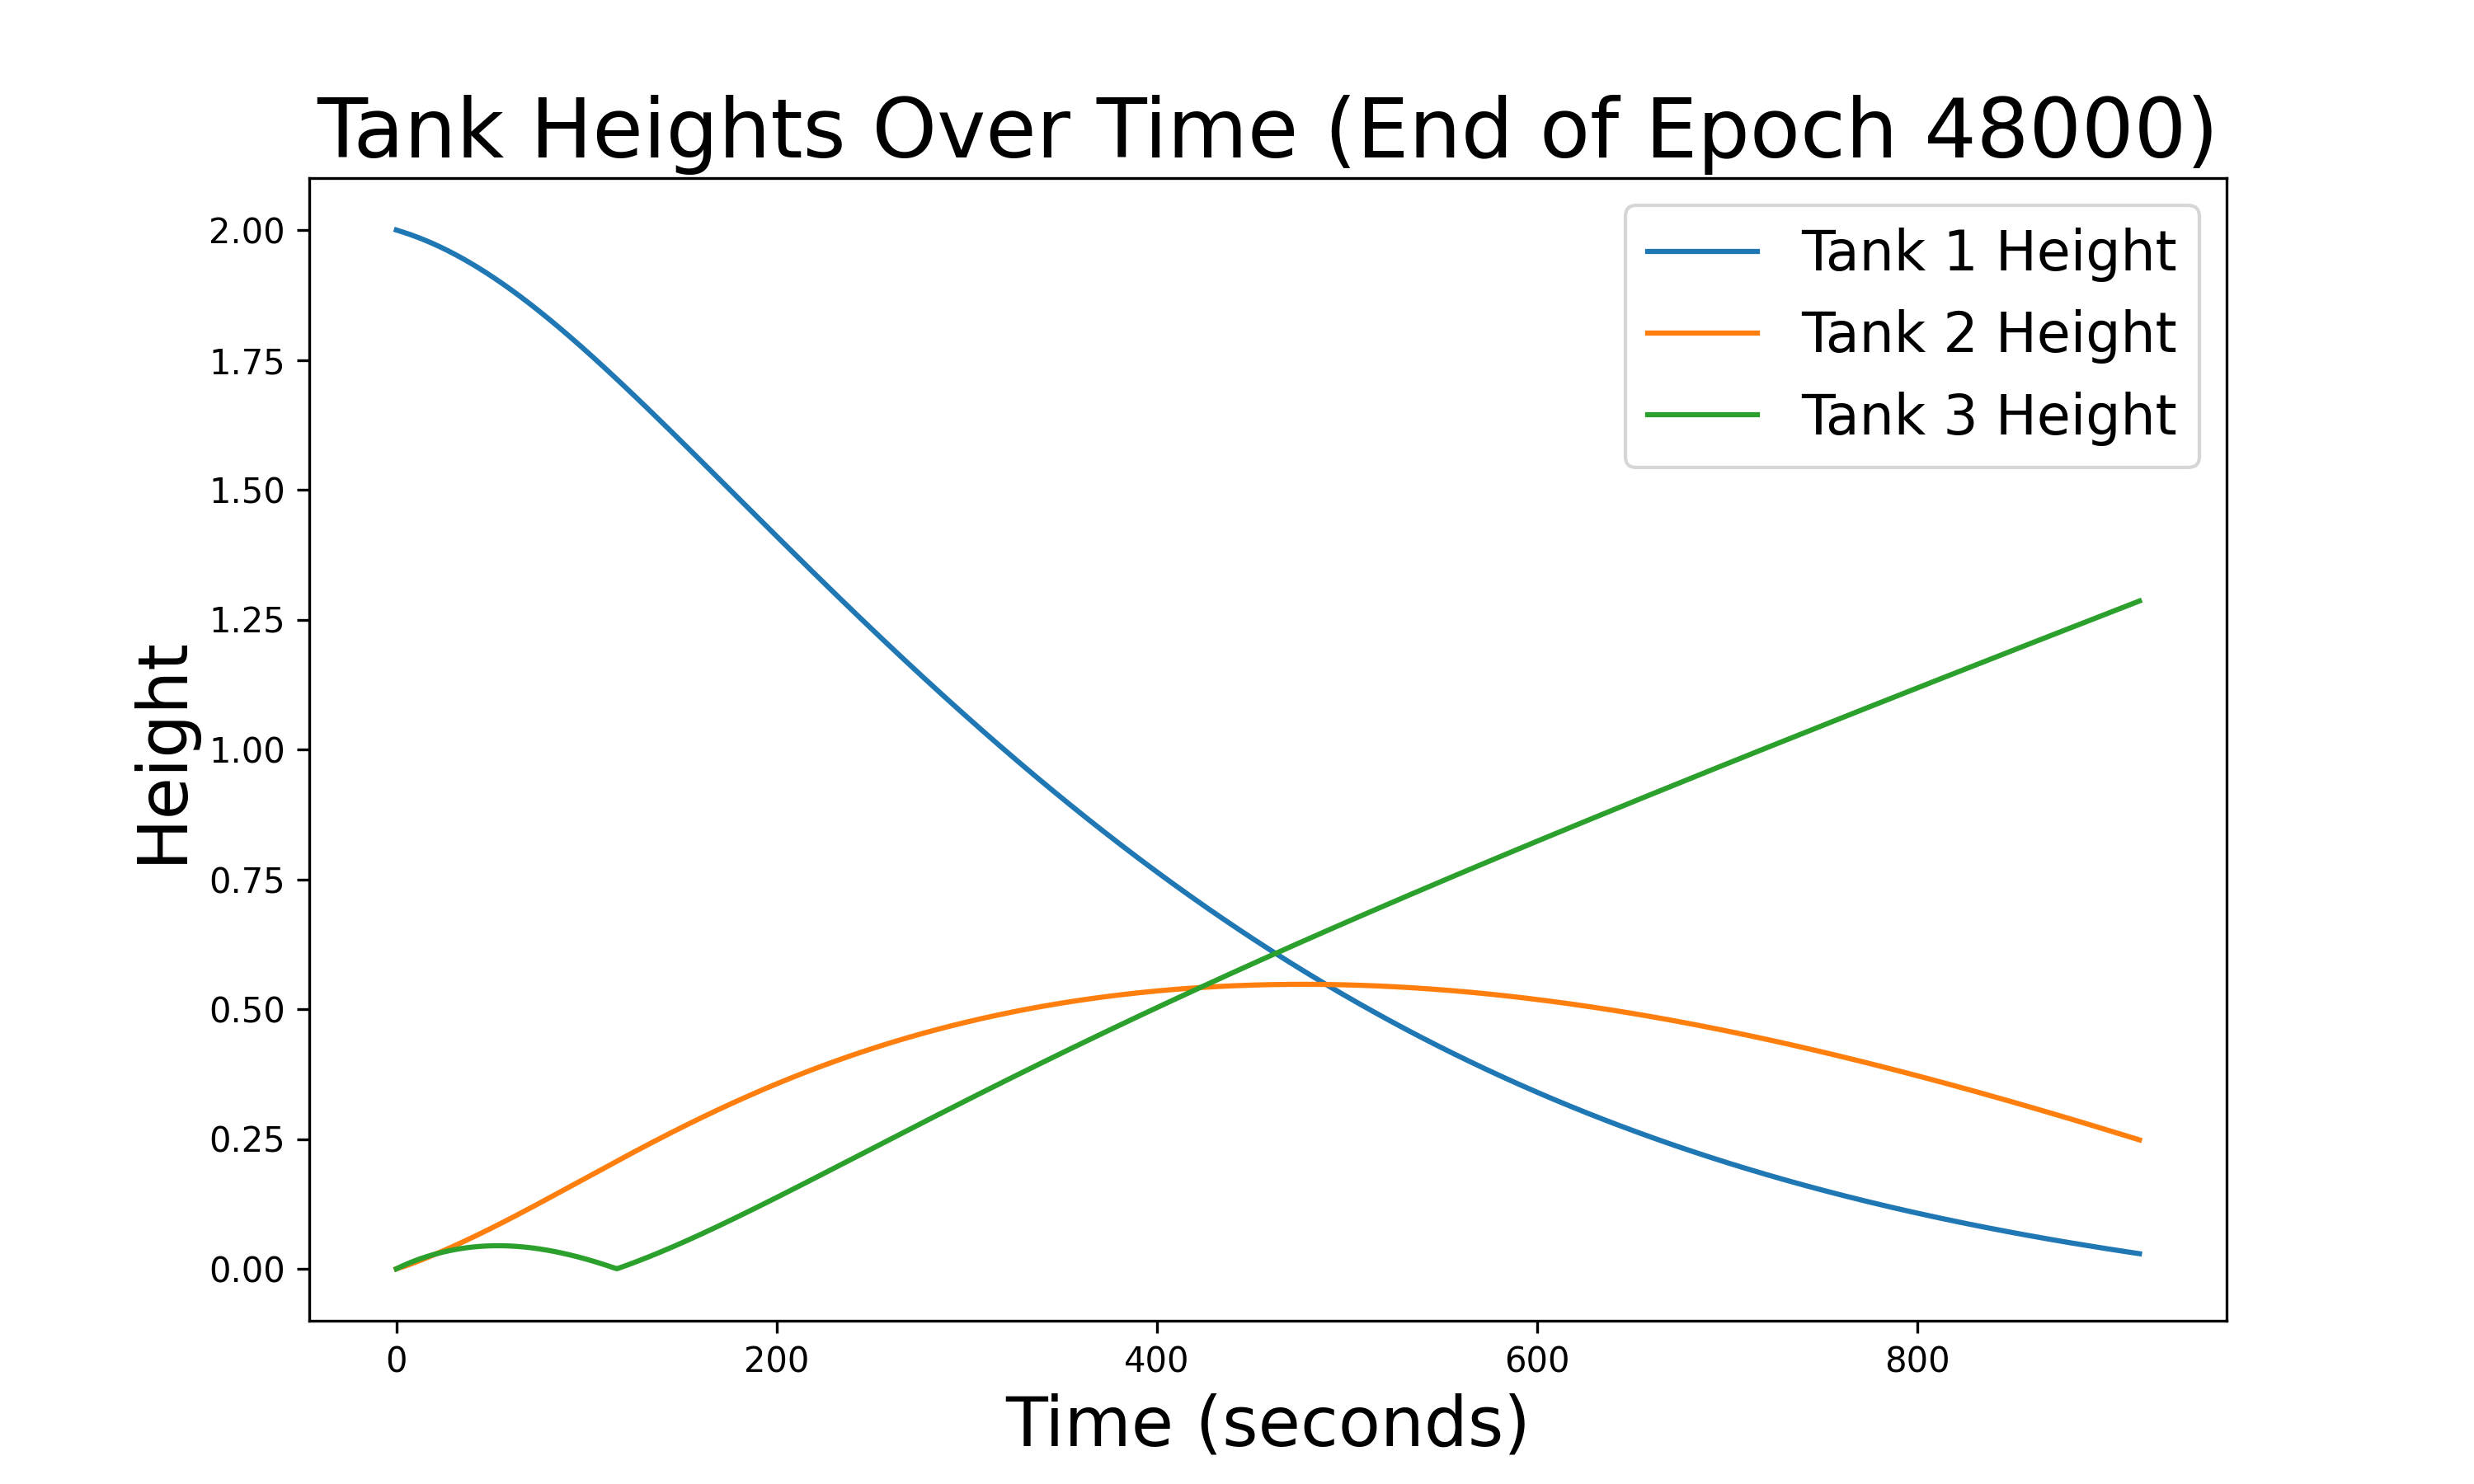 Tank Heights Over Time (End of Epoch 48000)
Tank 1 Height
Tank 2 Height
Tank 3 Height
Height
2.00
1.75
1.50
1.25
1.00
0.75
0.50
0.25
0.00
0 200 400 600 800
Time (seconds)